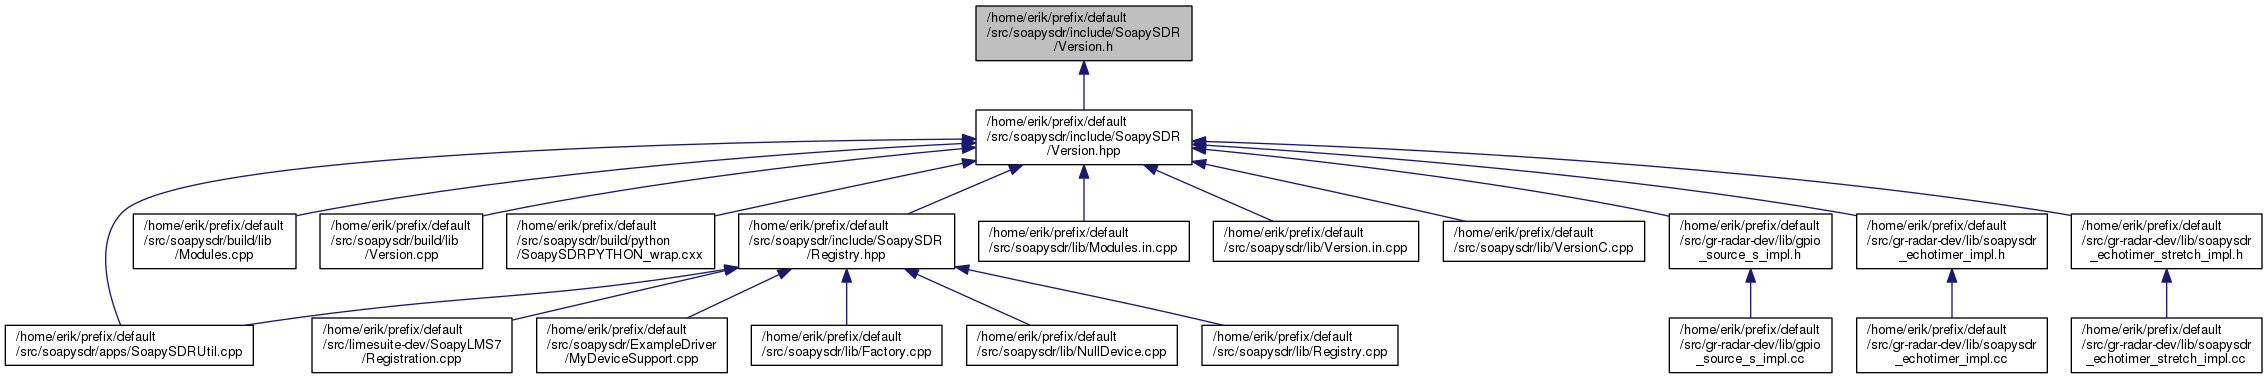 /home/erik/prefix/default
/src/soapysdr/include/SoapySDR
/Version.h
/home/erik/prefix/default
/src/soapysdr/include/SoapySDR
/Version.hpp
/home/erik/prefix/default
/src/soapysdr/build/lib
/Modules.cpp
/home/erik/prefix/default
/src/soapysdr/build/lib
/Version.cpp
/home/erik/prefix/default
/src/soapysdr/build/python
/SoapySDRPYTHON_wrap.cxx
/home/erik/prefix/default
/src/soapysdr/include/SoapySDR
/Registry.hpp
/home/erik/prefix/default
/src/soapysdr/lib/Modules.in.cpp
/home/erik/prefix/default
/src/soapysdr/lib/Version.in.cpp
/home/erik/prefix/default
/src/soapysdr/lib/VersionC.cpp
/home/erik/prefix/default
/src/gr-radar-dev/lib/gpio
_source_s_impl.h
/home/erik/prefix/default
/src/gr-radar-dev/lib/soapysdr
_echotimer_impl.h
/home/erik/prefix/default
/src/gr-radar-dev/lib/soapysdr
_echotimer_stretch_impl.h
/home/erik/prefix/default
/src/soapysdr/apps/SoapySDRUtil.cpp
/home/erik/prefix/default
/src/limesuite-dev/SoapyLMS7
/Registration.cpp
/home/erik/prefix/default
/src/soapysdr/ExampleDriver
/MyDeviceSupport.cpp
/home/erik/prefix/default
/src/soapysdr/lib/Factory.cpp
/home/erik/prefix/default
/src/soapysdr/lib/NullDevice.cpp
/home/erik/prefix/default
/src/soapysdr/lib/Registry.cpp
/home/erik/prefix/default
/src/gr-radar-dev/lib/gpio
_source_s_impl.cc
/home/erik/prefix/default
/src/gr-radar-dev/lib/soapysdr
_echotimer_impl.cc
/home/erik/prefix/default
/src/gr-radar-dev/lib/soapysdr
_echotimer_stretch_impl.cc